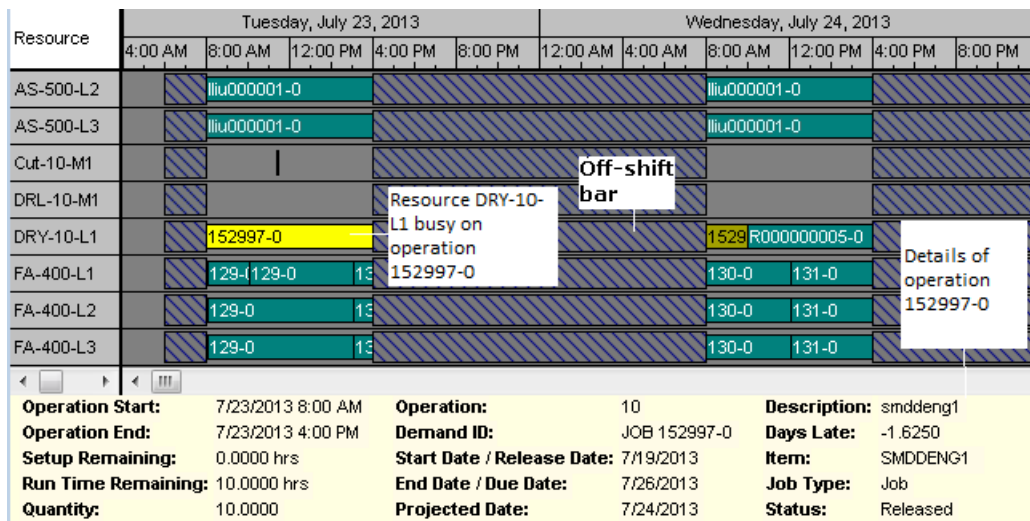 Resource
Tuesday, July 23, 2013
Wednesday, July 24, 2013
4:00 AM 8:00 AM 12:00 PM 4:00 PM 8:00 PM 12:00 AM 4:00 AM 8:00 AM 12:00 PM 4:00 PM 8:00 PM
AS-500-L2 lliu000001-0 lliu000001-0
AS-500-L3 lliu000001-0 lliu000001-0
Cut-10-M1
Off-shift
bar
DRL-10-M1
Resource DRY-10-
L1 busy on
operation
152997-0
DRY-10-L1 152997-0 1529 R000000005-0
Details of
operation
152997-0
FA-400-L1 129-( 129-0 13 130-0 131-0
FA-400-L2 129-0 13 130-0 131-0
FA-400-L3 129-0 13 130-0 131-0
Operation Start: 7/23/2013 8:00 AM Operation: 10 Description: smddeng1
Operation End: 7/23/2013 4:00 PM Demand ID: JOB 152997-0 Days Late: -1.6250
Setup Remaining: 0.0000 hrs Start Date / Release Date: 7/19/2013 Item: SMDDENG1
Run Time Remaining: 10.0000 hrs End Date / Due Date: 7/26/2013 Job Type: Job
Quantity: 10.0000 Projected Date: 7/24/2013 Status: Released